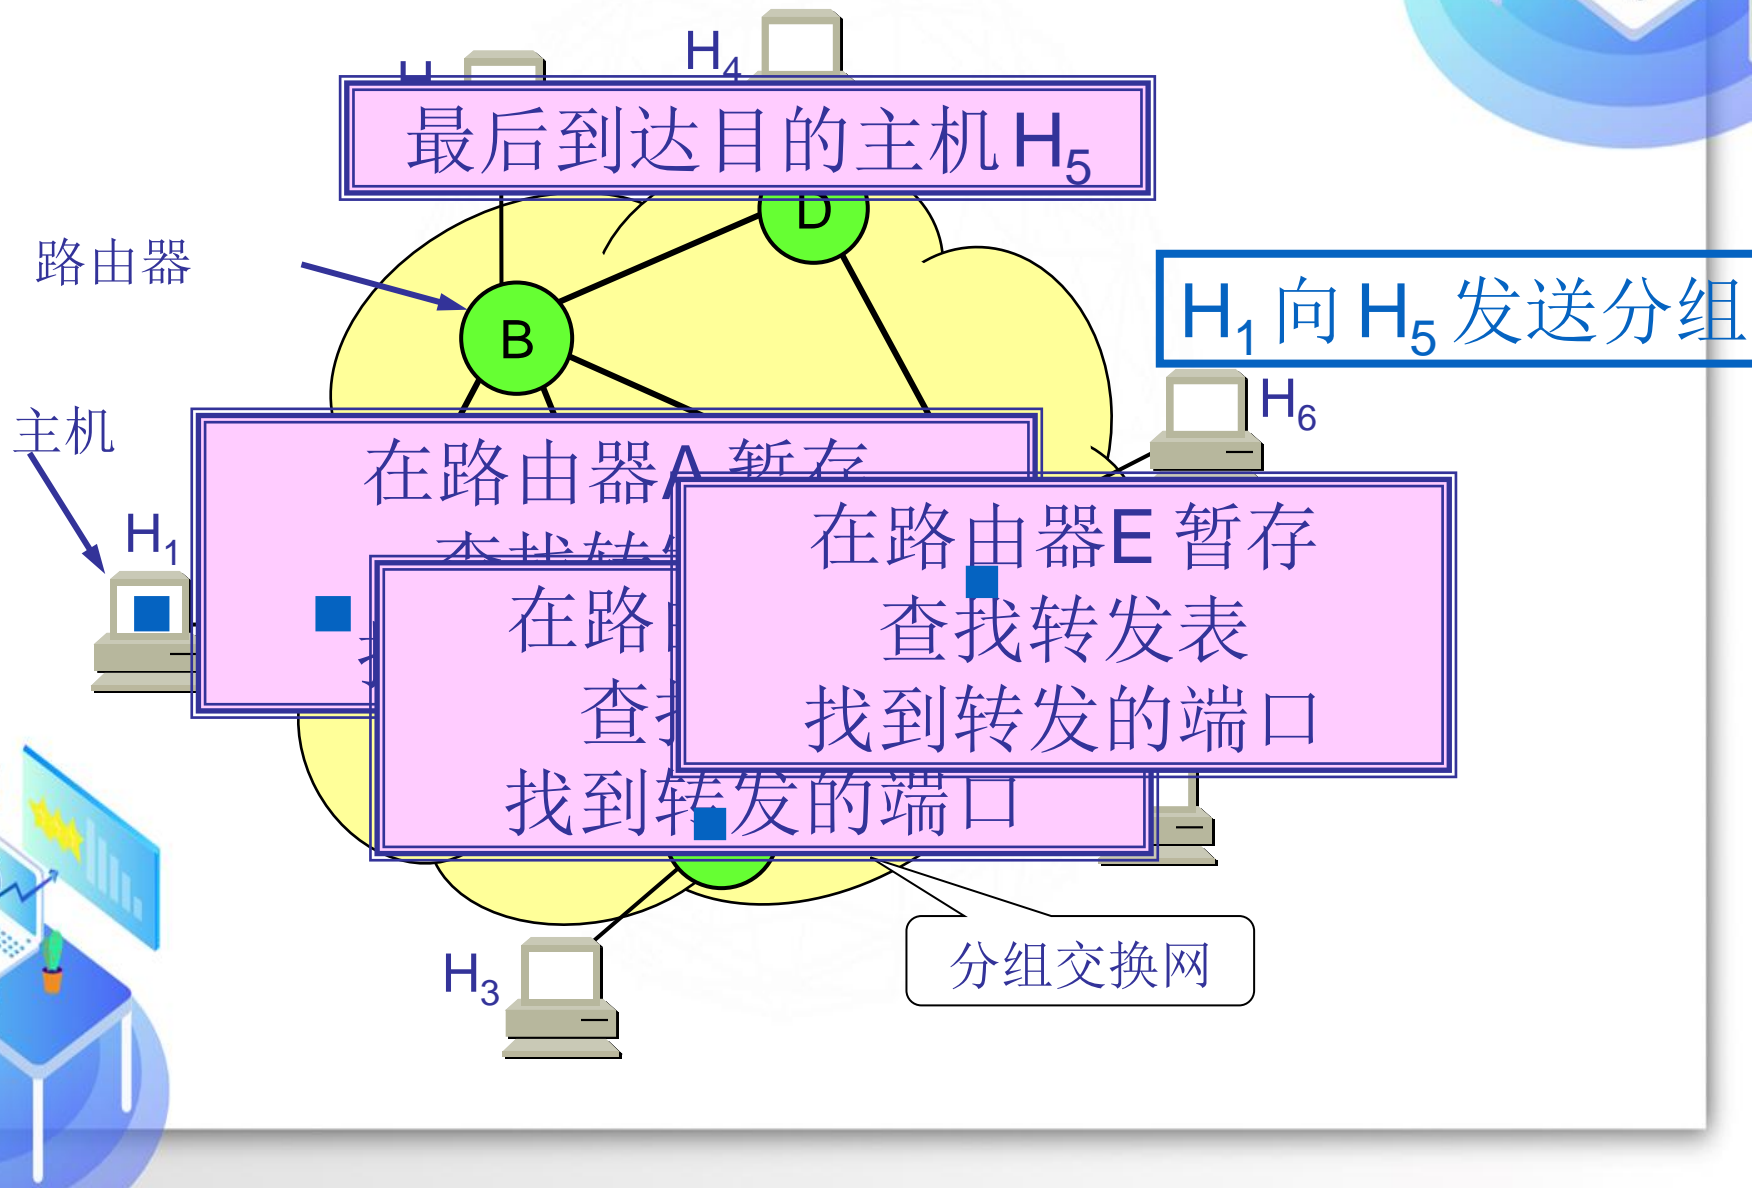 H4
最后到达目的主机 H5
D
路由器
H1 向 H5 发送分组
B
H6
主机
在路由器A 暂存
H1
在路由器E 暂存
查找转发表
找到转发的端口
在路
找到转发的端口
分组交换网
H3